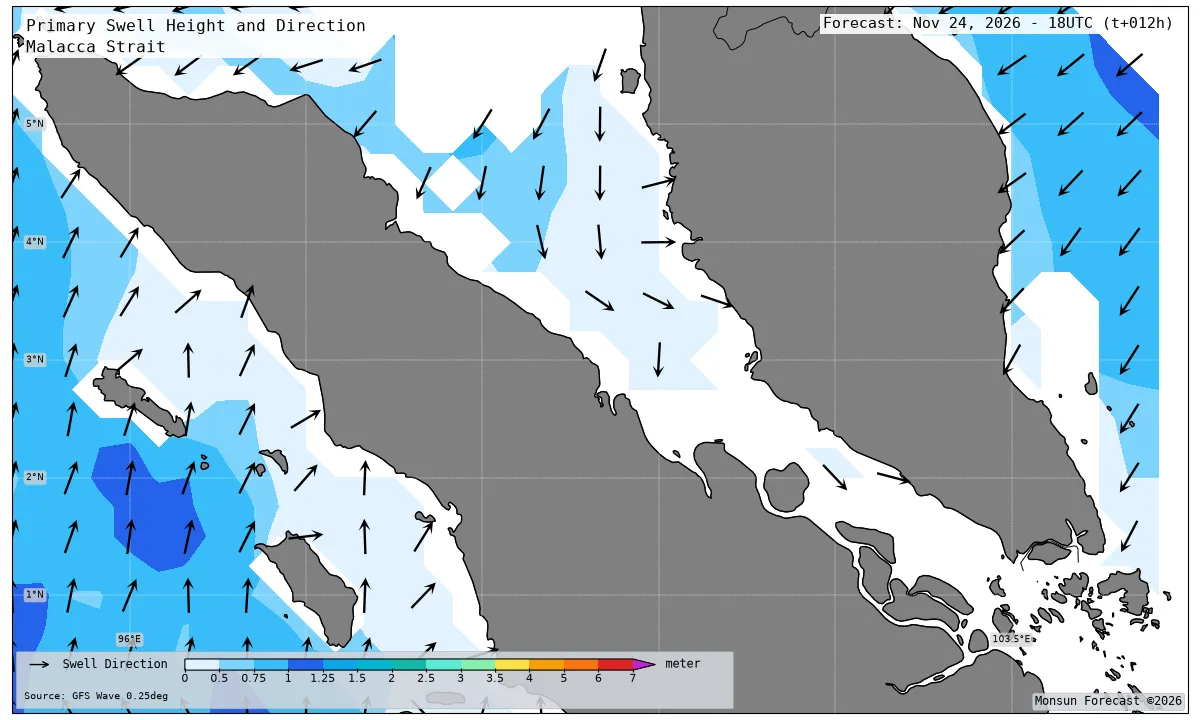 Primary Swell Height and Direction
Malacca Strait
Forecast: Nov 24, 2026 - 18UTC (t+012h)
5°N
4°N
3°N
2°N
1°N
96°E
103.5°E
Swell Direction
meter
0 0.5 0.75 1 1.25 1.5 2 2.5 3 3.5 4 5 6 7
Source: GFS Wave 0.25deg
Monsun Forecast ©2026